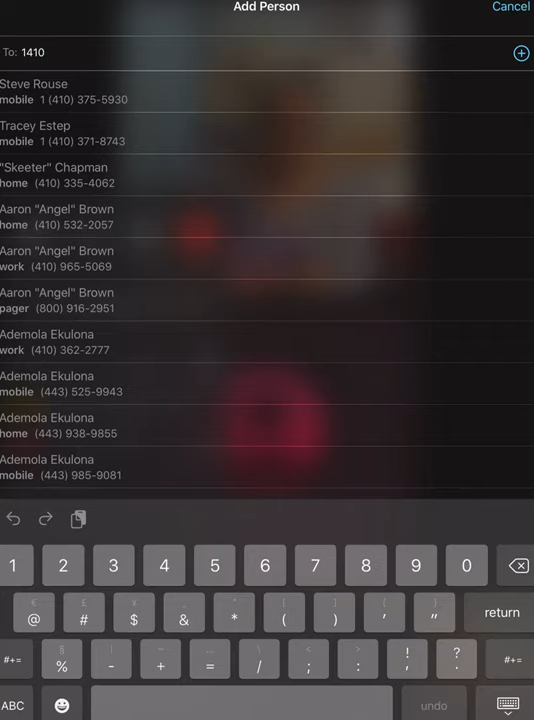 Add Person
Cancel
To: 1410
Steve Rouse
mobile 1 (410) 375-5930
Tracey Estep
mobile 1 (410) 371-8743
"Skeeter" Chapman
home (410) 335-4062
Aaron "Angel" Brown
home (410) 532-2057
Aaron "Angel" Brown
work (410) 965-5069
Aaron "Angel" Brown
pager (800) 916-2951
Ademola Ekulona
work (410) 362-2777
Ademola Ekulona
mobile (443) 525-9943
Ademola Ekulona
home (443) 938-9855
Ademola Ekulona
mobile (443) 985-9081
1 2 3 4 5 6 7 8 9 0
@ # $ & * ( ) ' " return
#+= % - + = / ; : ! , ? . #+=
ABC undo